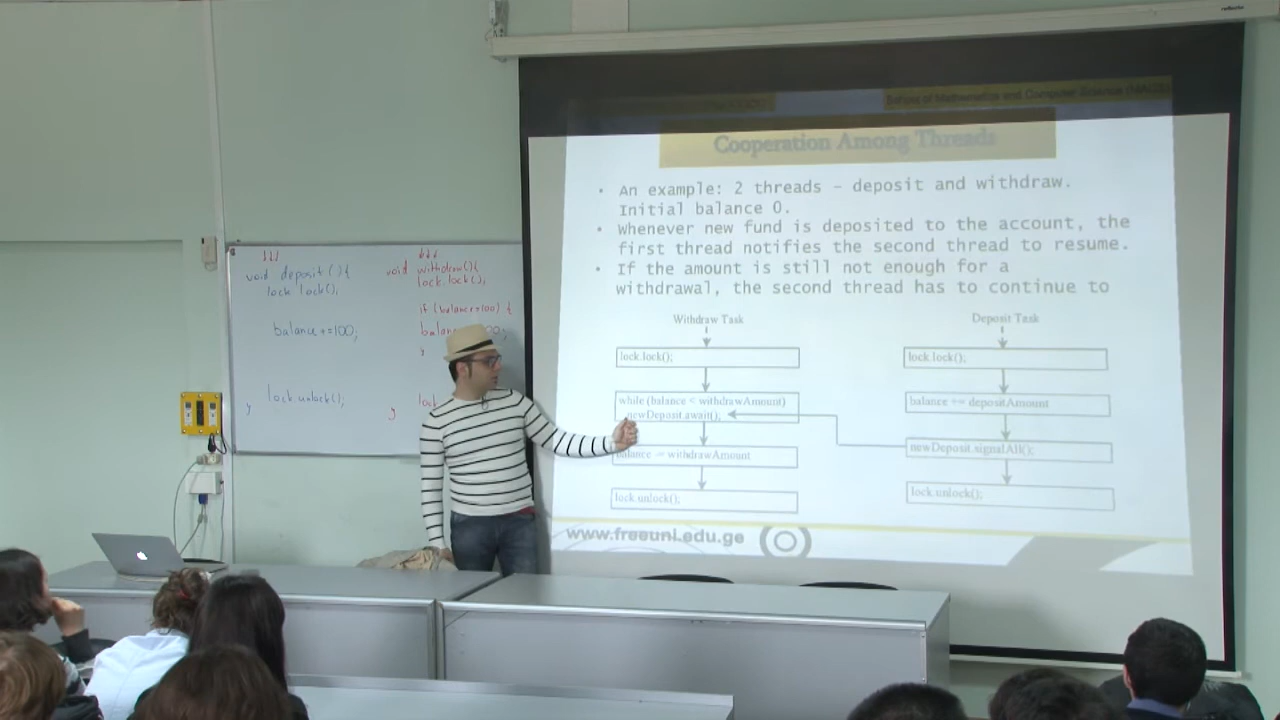 School of Mathematics and Computer Science (MACS)
Cooperation Among Threads
• An example: 2 threads – deposit and withdraw.
Initial balance 0.
• Whenever new fund is deposited to the account, the
first thread notifies the second thread to resume.
• If the amount is still not enough for a
withdrawal, the second thread has to continue to
Withdraw Task
lock.lock();
while (balance < withdrawAmount)
newDeposit.await();
balance -= withdrawAmount
lock.unlock();
Deposit Task
lock.lock();
balance += depositAmount
newDeposit.signalAll();
lock.unlock();
www.freeuni.edu.ge
void deposit(){
lock.lock();
balance+=100;
lock.unlock();
}
void withdraw(){
lock.lock();
if (balance>=100) {
}
}